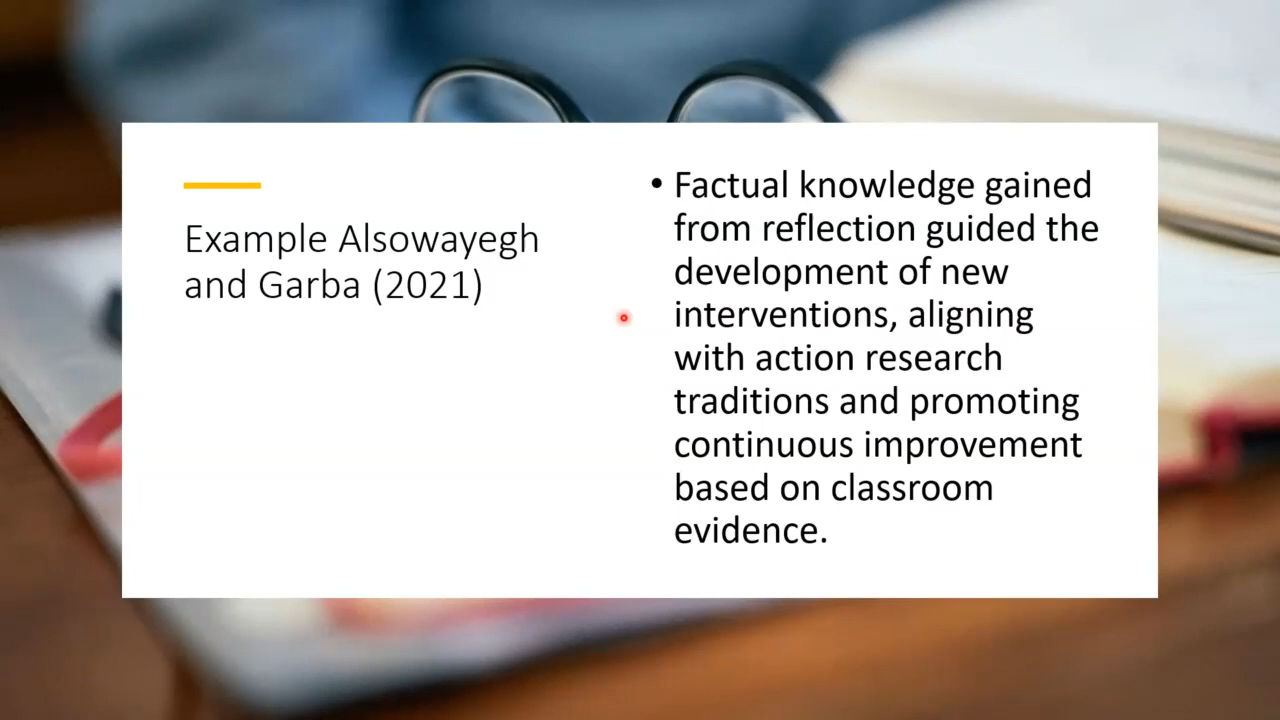 Example Alsowayegh
and Garba (2021)
• Factual knowledge gained
from reflection guided the
development of new
interventions, aligning
with action research
traditions and promoting
continuous improvement
based on classroom
evidence.